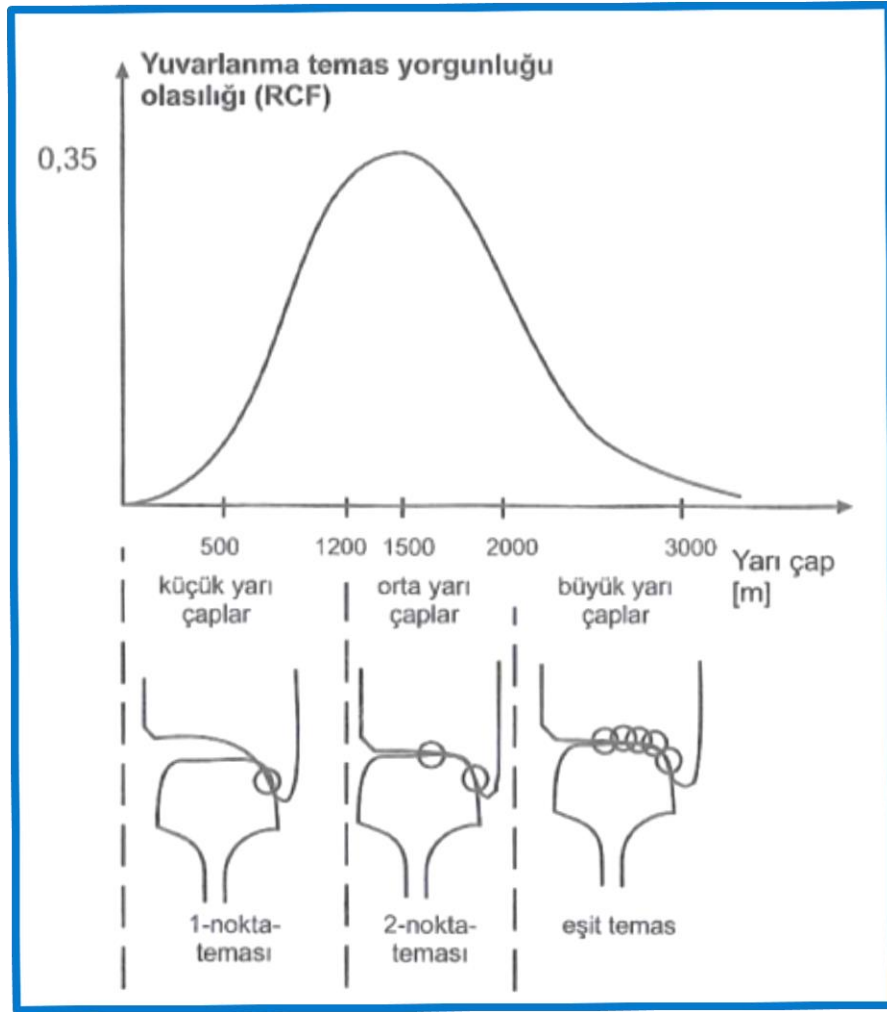 Yuvarlanma temas yorgunluğu
olasılığı (RCF)
0,35
500 1200 1500 2000 3000
Yarı çap
[m]
küçük yarı
çaplar
orta yarı
çaplar
büyük yarı
çaplar
1-nokta-
teması
2-nokta-
teması
eşit temas